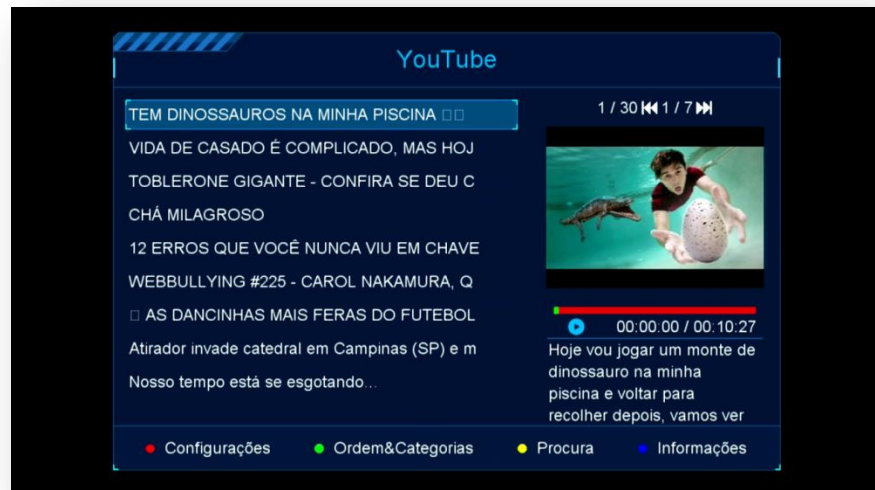 YouTube
TEM DINOSSAUROS NA MINHA PISCINA □□
VIDA DE CASADO É COMPLICADO, MAS HOJ
TOBLERONE GIGANTE - CONFIRA SE DEU C
CHÁ MILAGROSO
12 ERROS QUE VOCÊ NUNCA VIU EM CHAVE
WEBBULLYING #225 - CAROL NAKAMURA, Q
□ AS DANCINHAS MAIS FERAS DO FUTEBOL
Atirador invade catedral em Campinas (SP) e m
Nosso tempo está se esgotando...
1 / 30 ⏮ 1 / 7 ⏭
00:00:00 / 00:10:27
Hoje vou jogar um monte de
dinossauro na minha
piscina e voltar para
recolher depois, vamos ver
Configurações
Ordem&Categorias
Procura
Informações